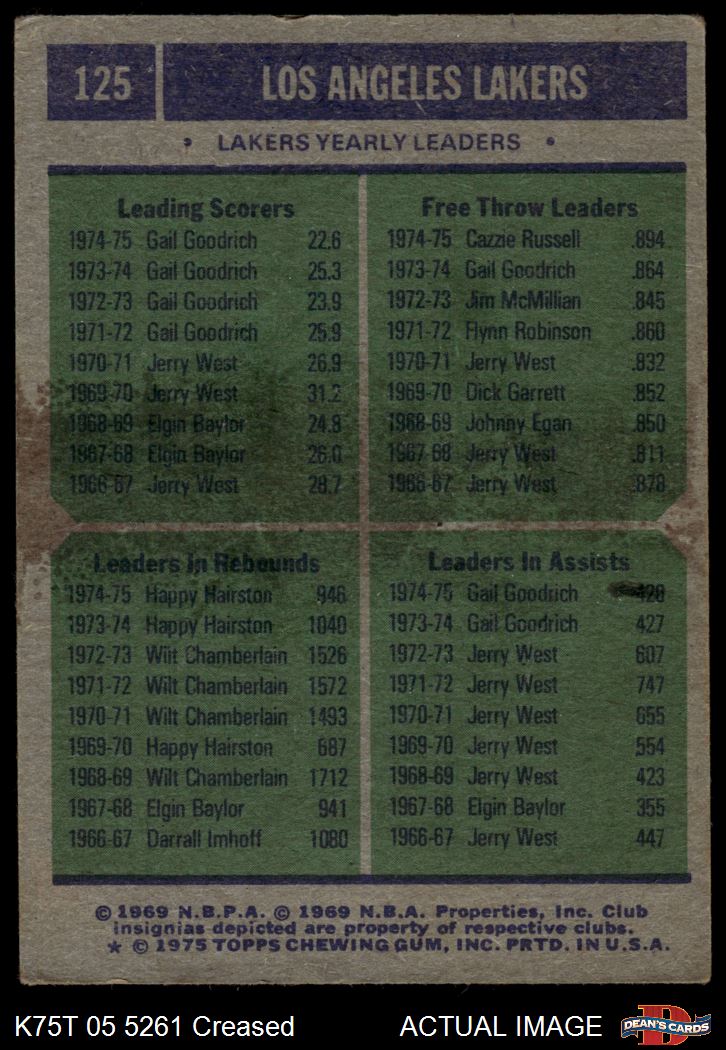 125 LOS ANGELES LAKERS
• LAKERS YEARLY LEADERS •
Leading Scorers
1974-75 Gail Goodrich 22.6
1973-74 Gail Goodrich 25.3
1972-73 Gail Goodrich 23.9
1971-72 Gail Goodrich 25.9
1970-71 Jerry West 26.9
1969-70 Jerry West 31.2
1968-69 Elgin Baylor 24.8
1967-68 Elgin Baylor 26.0
1966-67 Jerry West 28.7
Free Throw Leaders
1974-75 Cazzie Russell .894
1973-74 Gail Goodrich .864
1972-73 Jim McMillian .845
1971-72 Flynn Robinson .860
1970-71 Jerry West .832
1969-70 Dick Garrett .852
1968-69 Johnny Egan .850
1967-68 Jerry West .811
1966-67 Jerry West .878
Leaders In Rebounds
1974-75 Happy Hairston 946
1973-74 Happy Hairston 1040
1972-73 Wilt Chamberlain 1526
1971-72 Wilt Chamberlain 1572
1970-71 Wilt Chamberlain 1493
1969-70 Happy Hairston 687
1968-69 Wilt Chamberlain 1712
1967-68 Elgin Baylor 941
1966-67 Darrall Imhoff 1080
Leaders In Assists
1974-75 Gail Goodrich 420
1973-74 Gail Goodrich 427
1972-73 Jerry West 607
1971-72 Jerry West 747
1970-71 Jerry West 655
1969-70 Jerry West 554
1968-69 Jerry West 423
1967-68 Elgin Baylor 355
1966-67 Jerry West 447
© 1969 N.B.P.A. © 1969 N.B.A. Properties, Inc. Club
insignias depicted are property of respective clubs.
★ © 1975 TOPPS CHEWING GUM, INC. PRTD. IN U.S.A.
K75T 05 5261 Creased ACTUAL IMAGE
D
DEAN'S CARDS